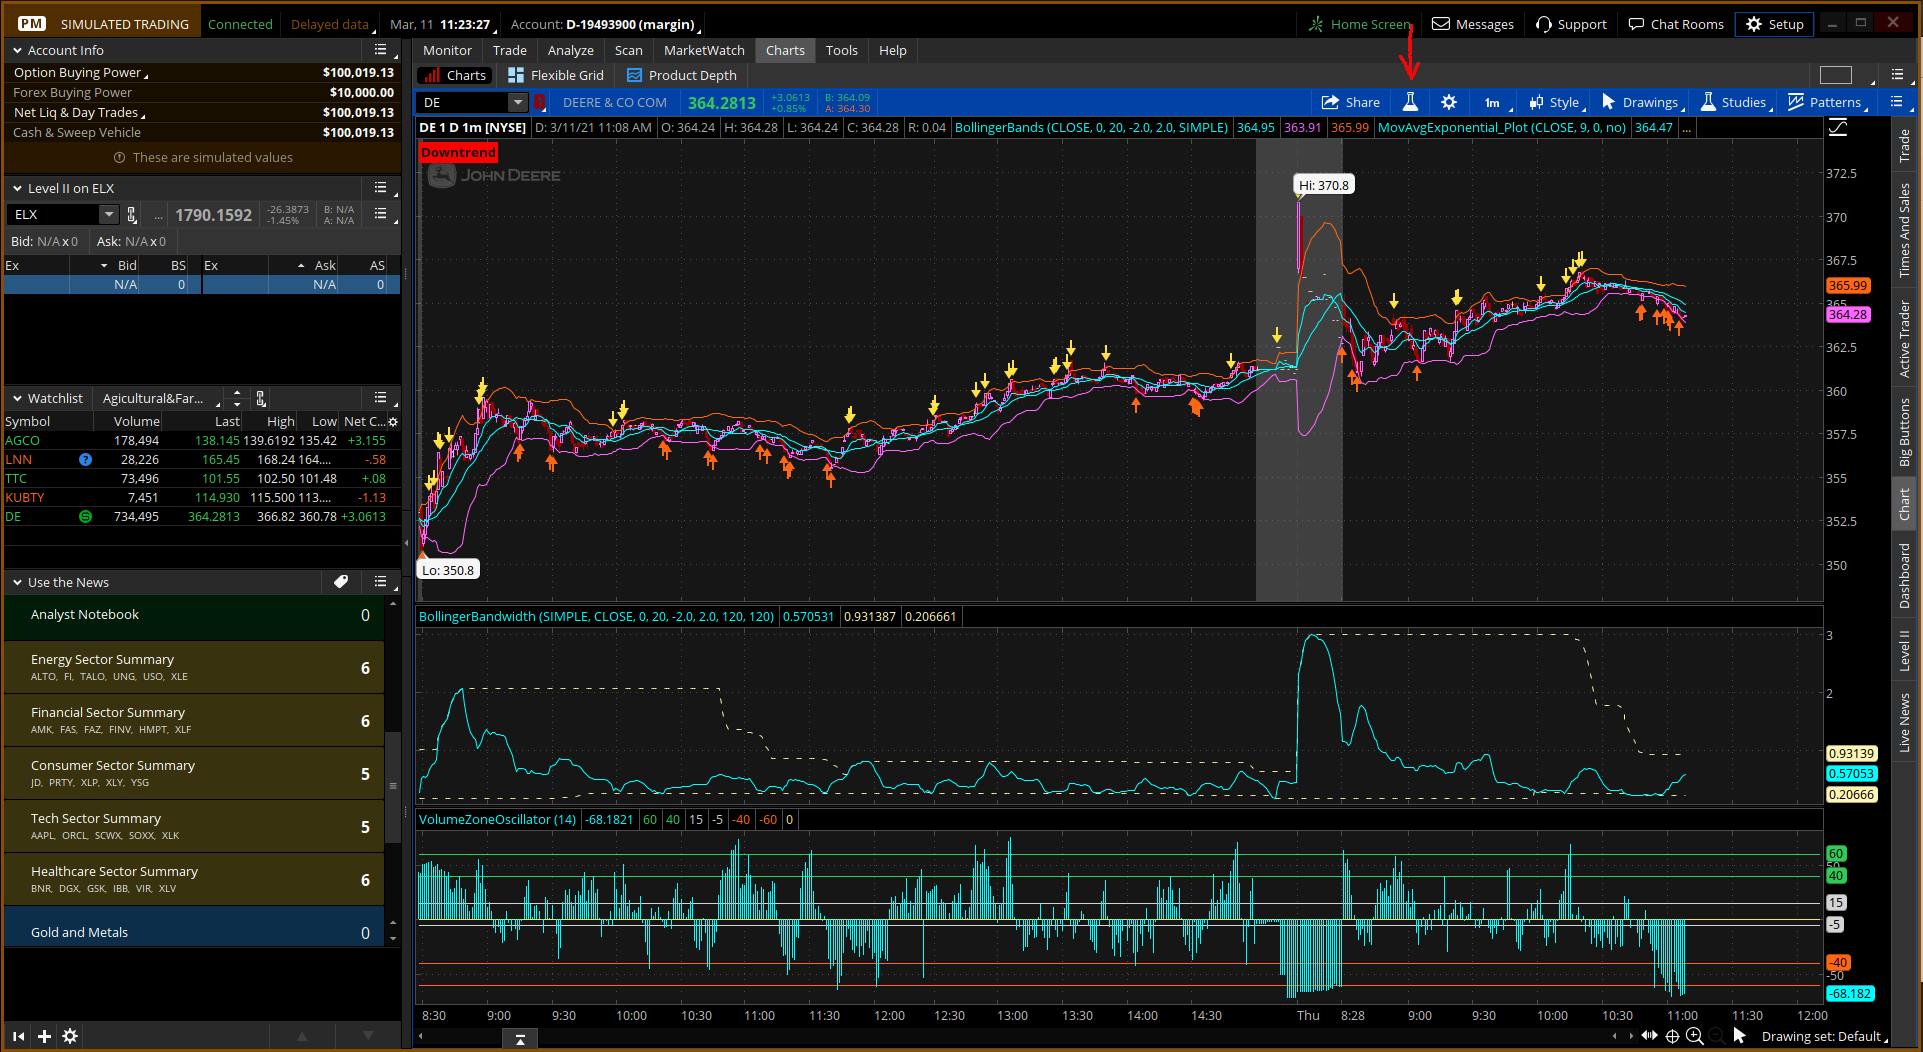 PM SIMULATED TRADING Connected Delayed data Mar, 11 11:23:27 Account: D-19493900 (margin) Home Screen Messages Support Chat Rooms Setup
Account Info
Option Buying Power $100,019.13
Forex Buying Power $10,000.00
Net Liq & Day Trades $100,019.13
Cash & Sweep Vehicle $100,019.13
These are simulated values
Level II on ELX
ELX ... 1790.1592 -26.3873 B: N/A
-1.45% A: N/A
Bid: N/A x 0 Ask: N/A x 0
Ex Bid BS Ex Ask AS
N/A 0 N/A 0
Watchlist Agicultural&Far...
Symbol Volume Last High Low Net C...
AGCO 178,494 138.145 139.6192 135.42 +3.155
LNN 28,226 165.45 168.24 164.... -.58
TTC 73,496 101.55 102.50 101.48 +.08
KUBTY 7,451 114.930 115.500 113.... -1.13
DE 734,495 364.2813 366.82 360.78 +3.0613
Use the News
Analyst Notebook 0
Energy Sector Summary 6
ALTO, FI, TALO, UNG, USO, XLE
Financial Sector Summary 6
AMK, FAS, FAZ, FINV, HMPT, XLF
Consumer Sector Summary 5
JD, PRTY, XLP, XLY, YSG
Tech Sector Summary 5
AAPL, ORCL, SCWX, SOXX, XLK
Healthcare Sector Summary 6
BNR, DGX, GSK, IBB, VIR, XLV
Gold and Metals 0
Monitor Trade Analyze Scan MarketWatch Charts Tools Help
Charts Flexible Grid Product Depth
DE DEERE & CO COM 364.2813 +3.0613 B: 364.09
+0.85% A: 364.30
Share 1m Style Drawings Studies Patterns
DE 1 D 1m [NYSE] D: 3/11/21 11:08 AM O: 364.24 H: 364.28 L: 364.24 C: 364.28 R: 0.04 BollingerBands (CLOSE, 0, 20, -2.0, 2.0, SIMPLE) 364.95 363.91 365.99 MovAvgExponential_Plot (CLOSE, 9, 0, no) 364.47 ...
Downtrend
JOHN DEERE
Hi: 370.8
Lo: 350.8
372.5
370
367.5
365.99
365
364.28
362.5
360
357.5
355
352.5
350
BollingerBandwidth (SIMPLE, CLOSE, 0, 20, -2.0, 2.0, 120, 120) 0.570531 0.931387 0.206661
3
2
0.93139
0.57053
0.20666
VolumeZoneOscillator (14) -68.1821 60 40 15 -5 -40 -60 0
60
50
40
15
-5
-40
-50
-68.182
8:30 9:00 9:30 10:00 10:30 11:00 11:30 12:00 12:30 13:00 13:30 14:00 14:30 Thu 8:28 9:00 9:30 10:00 10:30 11:00 11:30 12:00
Drawing set: Default
Trade
Times And Sales
Active Trader
Big Buttons
Chart
Dashboard
Level II
Live News